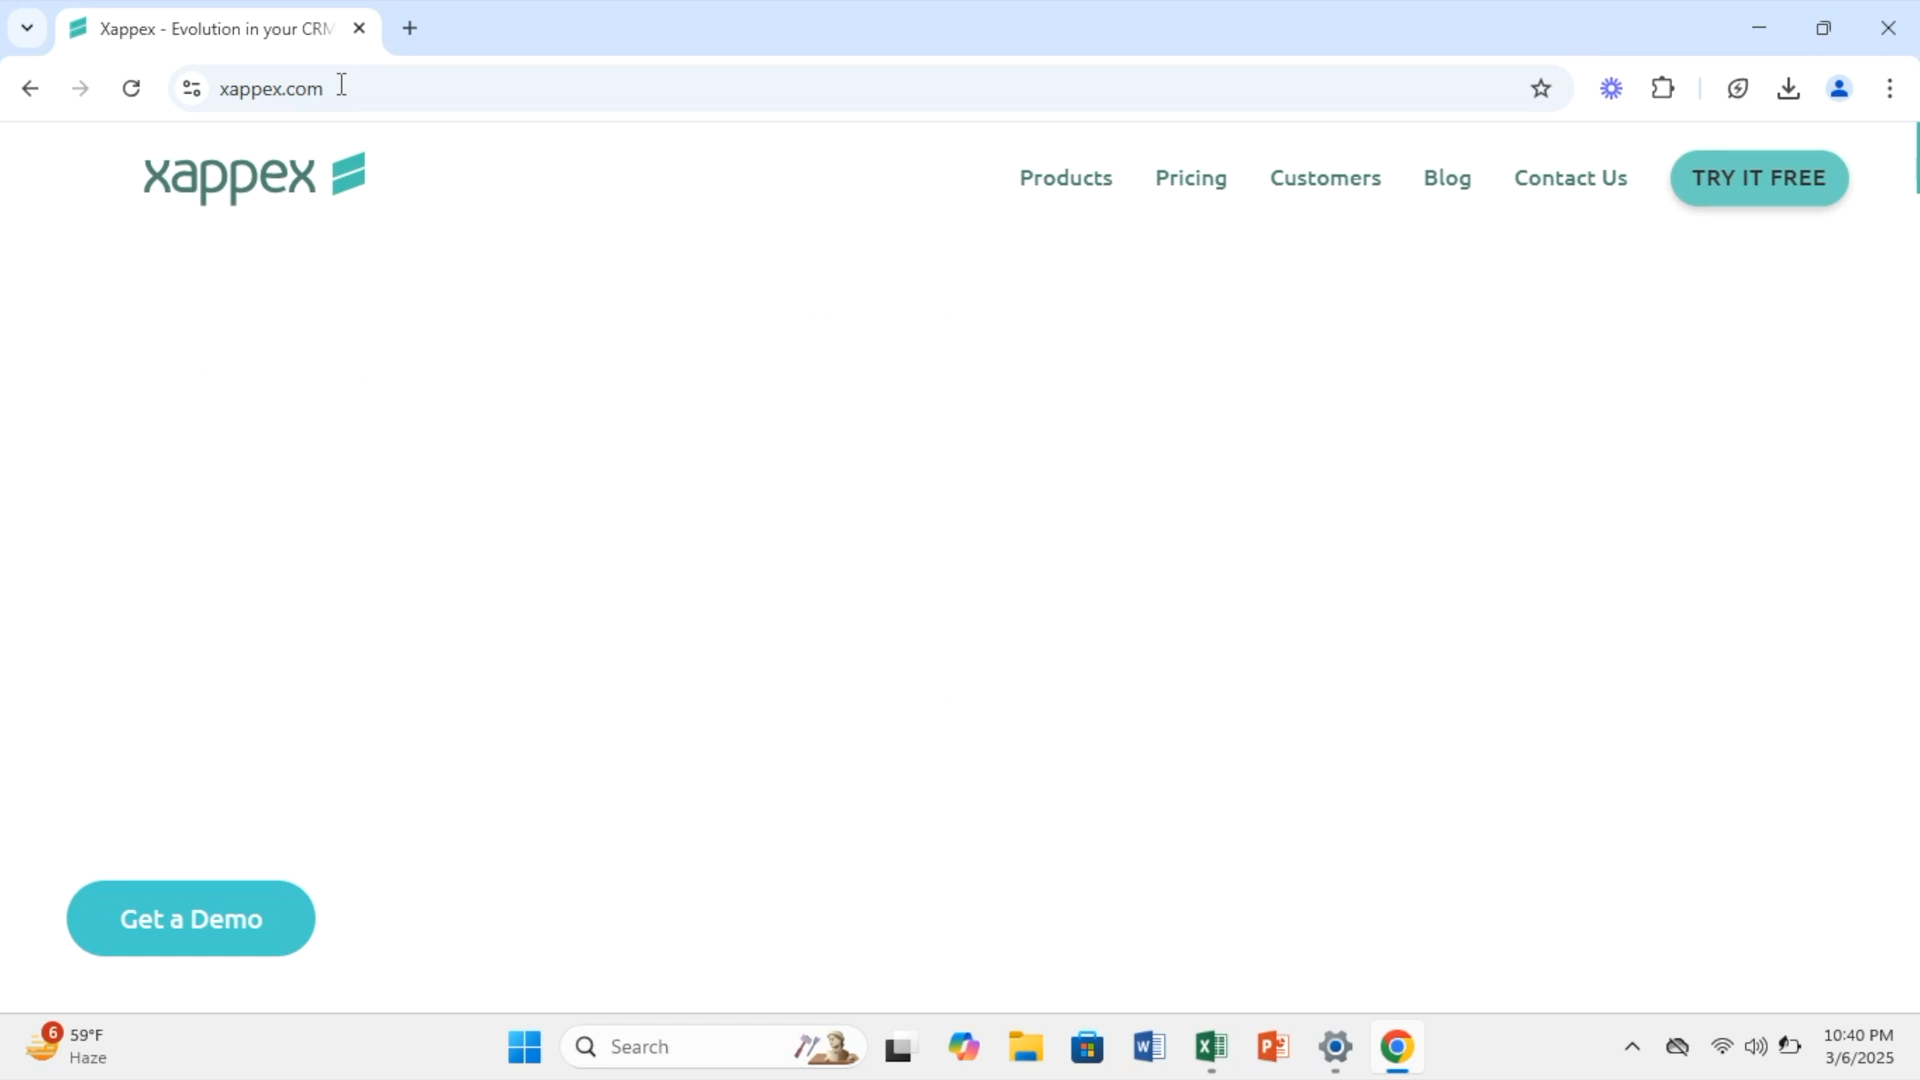 Xappex - Evolution in your CRM
xappex.com
xappex
Products
Pricing
Customers
Blog
Contact Us
TRY IT FREE
Get a Demo
6
59°F
Haze
Search
10:40 PM
3/6/2025